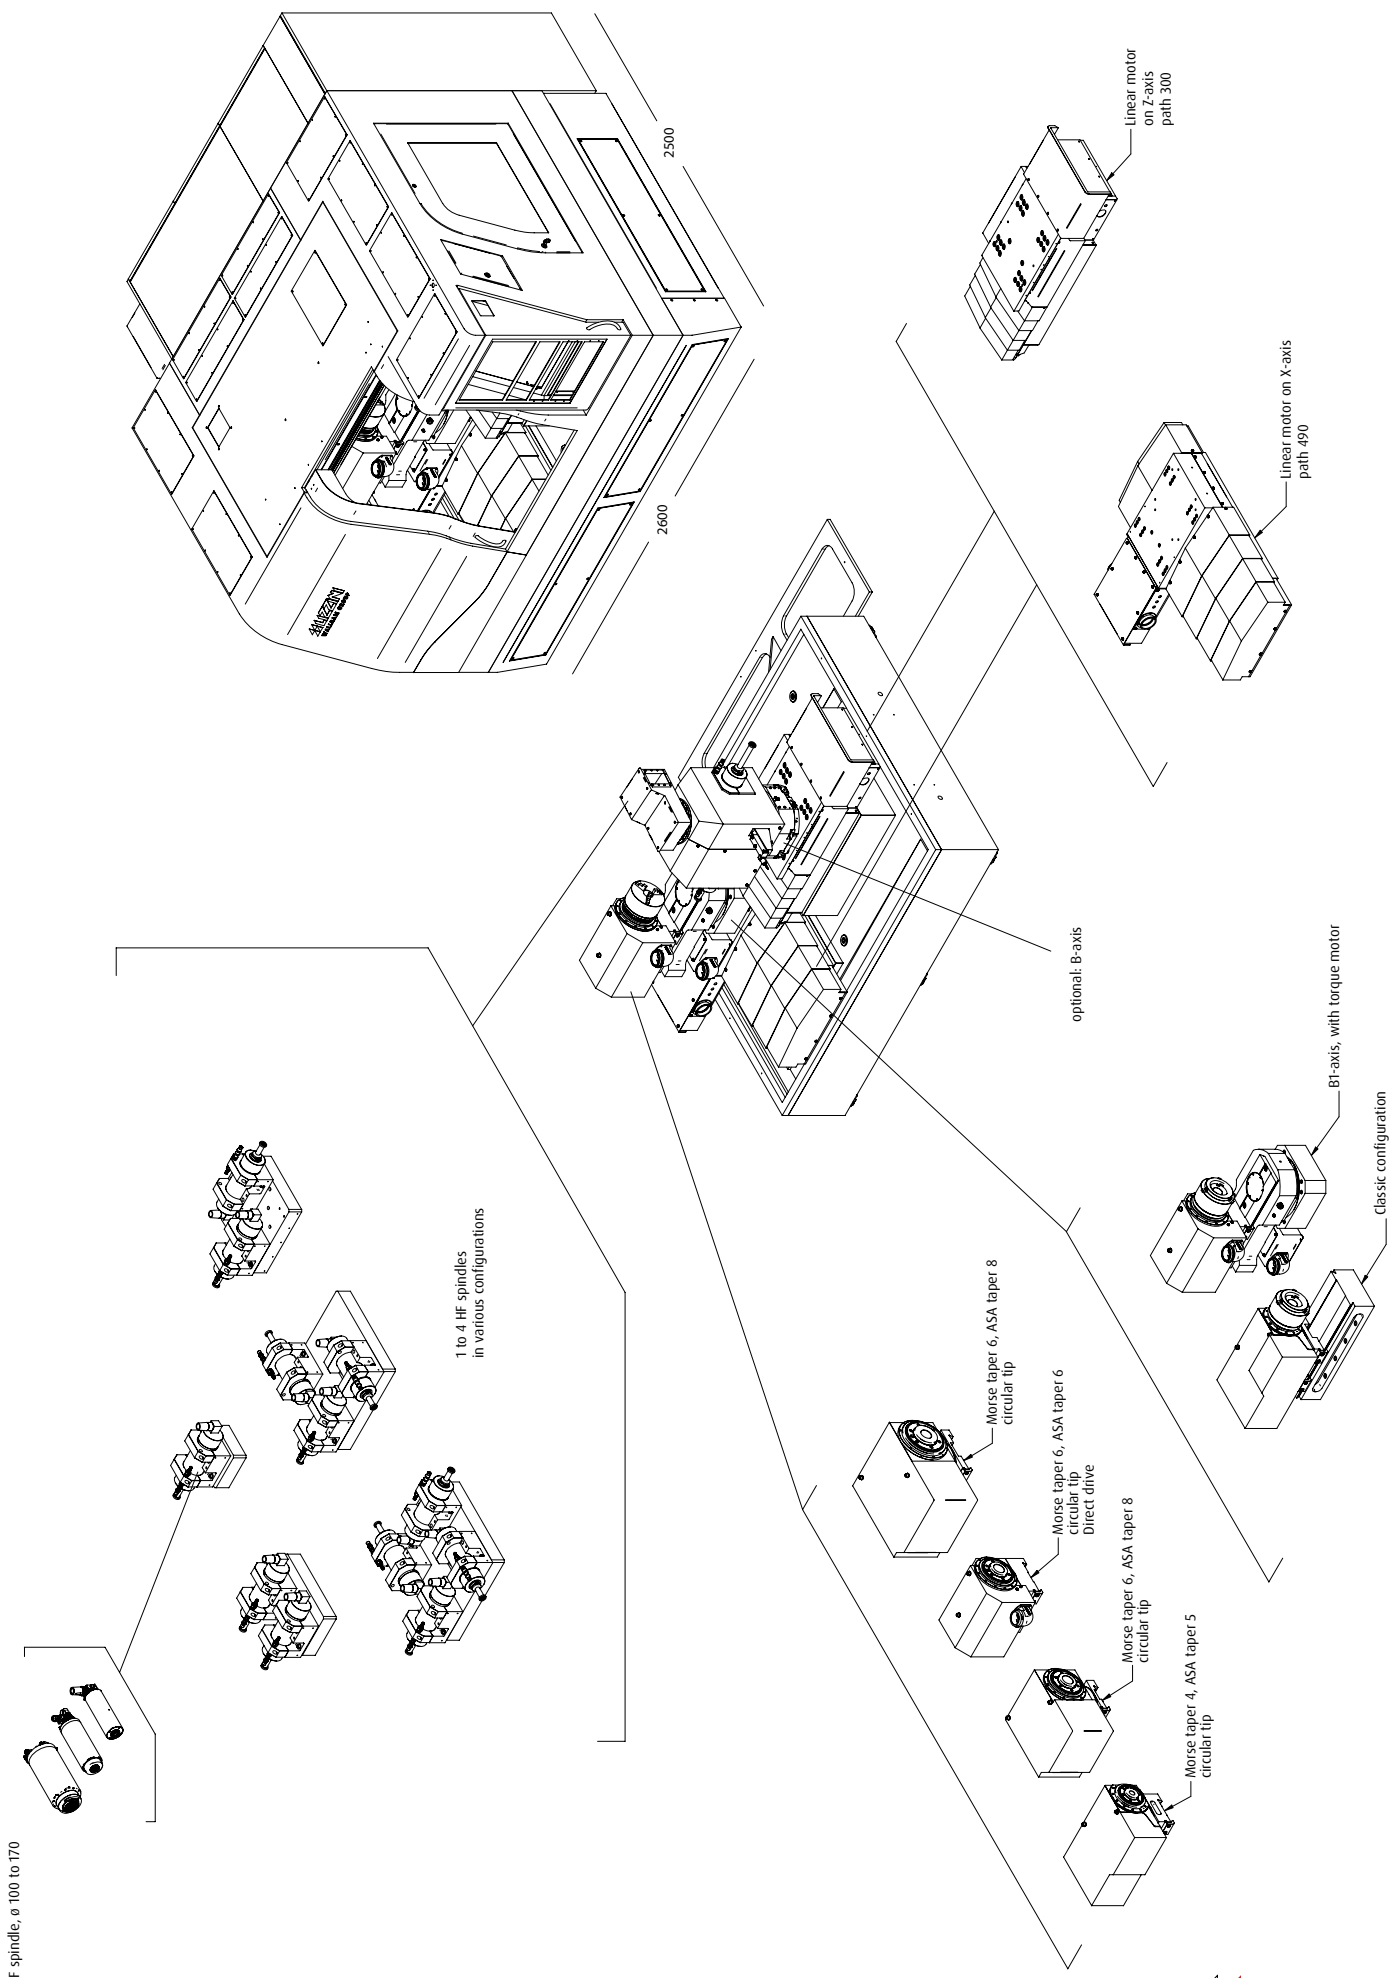 F spindle, ø 100 to 170
1 to 4 HF spindles
in various configurations
2600
2500
Linear motor
on Z-axis
path 300
Linear motor on X-axis
path 490
optional: B-axis
B1-axis, with torque motor
Classic configuration
Morse taper 6, ASA taper 8
circular tip
Morse taper 6, ASA taper 6
circular tip
Direct drive
Morse taper 6, ASA taper 8
circular tip
Morse taper 4, ASA taper 5
circular tip